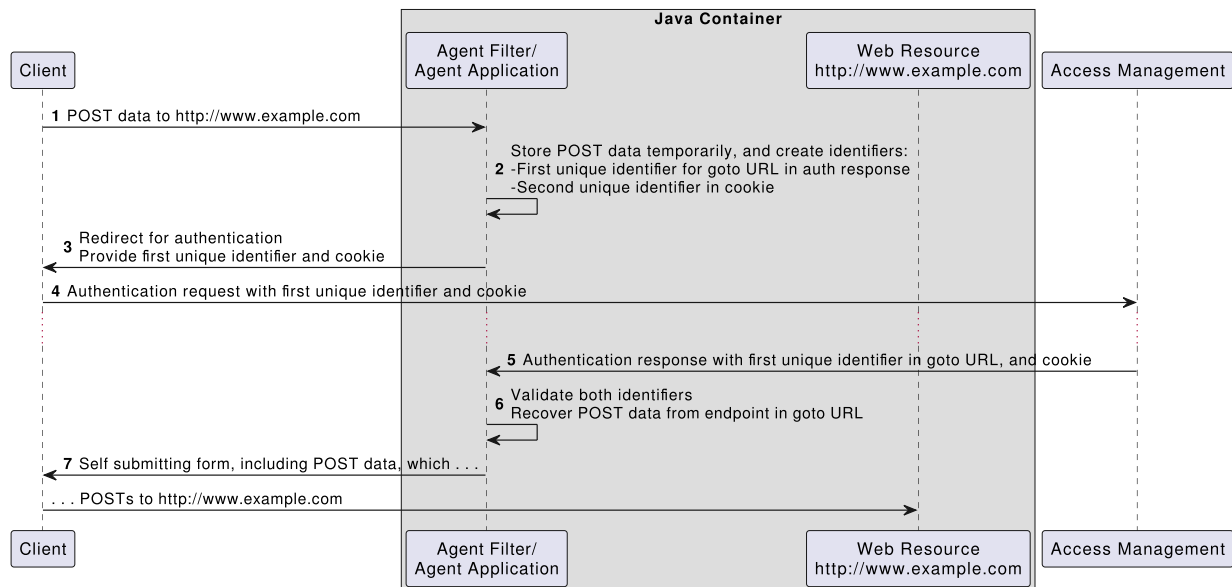 Java Container
Client
Agent Filter/
Agent Application
Web Resource
http://www.example.com
Access Management
1 POST data to http://www.example.com
Store POST data temporarily, and create identifiers:
2 -First unique identifier for goto URL in auth response
-Second unique identifier in cookie
3 Redirect for authentication
Provide first unique identifier and cookie
4 Authentication request with first unique identifier and cookie
5 Authentication response with first unique identifier in goto URL, and cookie
6 Validate both identifiers
Recover POST data from endpoint in goto URL
7 Self submitting form, including POST data, which . . .
. . . POSTs to http://www.example.com
Client
Agent Filter/
Agent Application
Web Resource
http://www.example.com
Access Management